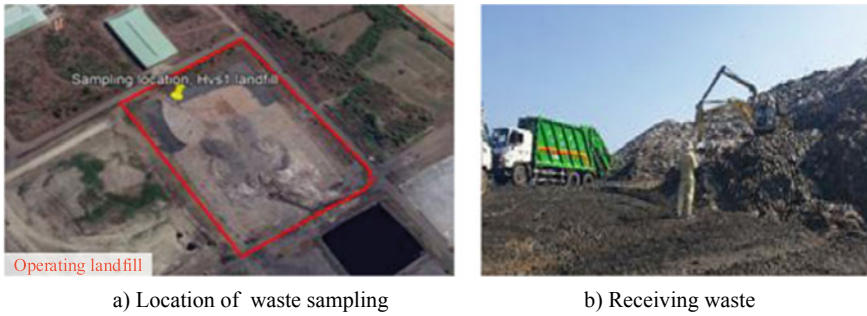 Sampling location, Hvs1 landfill
Operating landfill
a) Location of waste sampling
b) Receiving waste